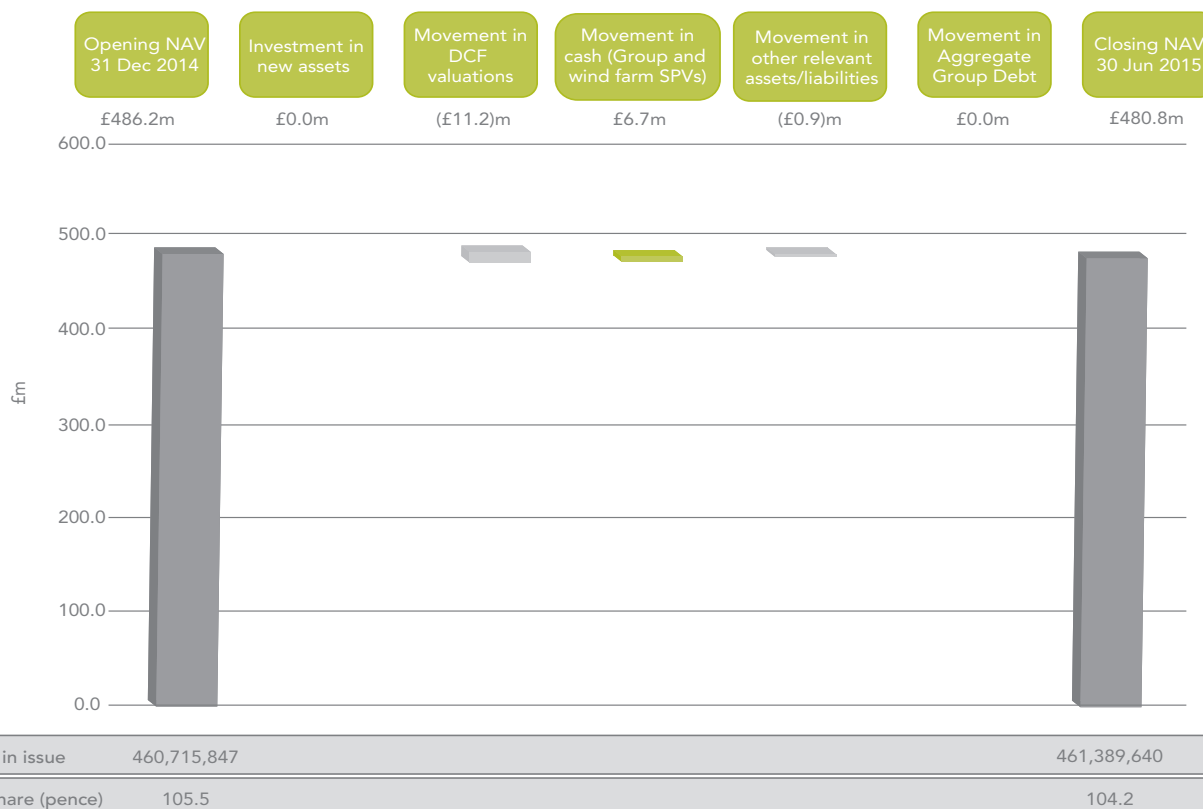 Opening NAV
31 Dec 2014
Investment in
new assets
Movement in
DCF
valuations
Movement in
cash (Group and
wind farm SPVs)
Movement in
other relevant
assets/liabilities
Movement in
Aggregate
Group Debt
Closing NAV
30 Jun 2015
£486.2m £0.0m (£11.2)m £6.7m (£0.9)m £0.0m £480.8m
600.0
500.0
400.0
300.0
200.0
100.0
0.0
£m
in issue 460,715,847 461,389,640
(pence) 105.5 104.2